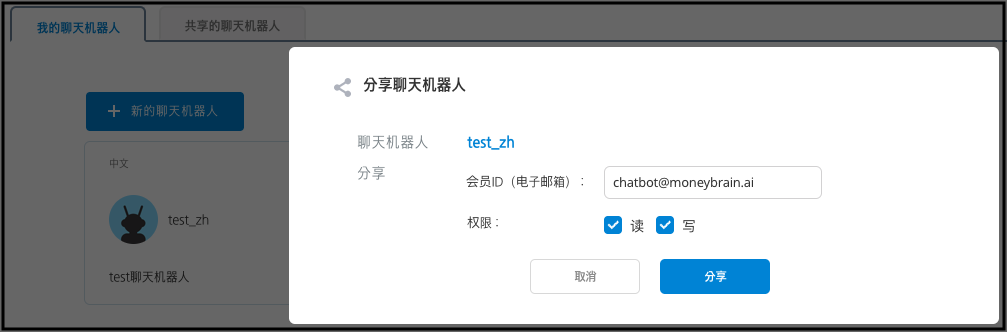 我的聊天机器人 共享的聊天机器人
分享聊天机器人
+ 新的聊天机器人
聊天机器人 test_zh
中文
分享
会员ID（电子邮箱）： chatbot@moneybrain.ai
test_zh
权限： 读 写
test聊天机器人
取消 分享